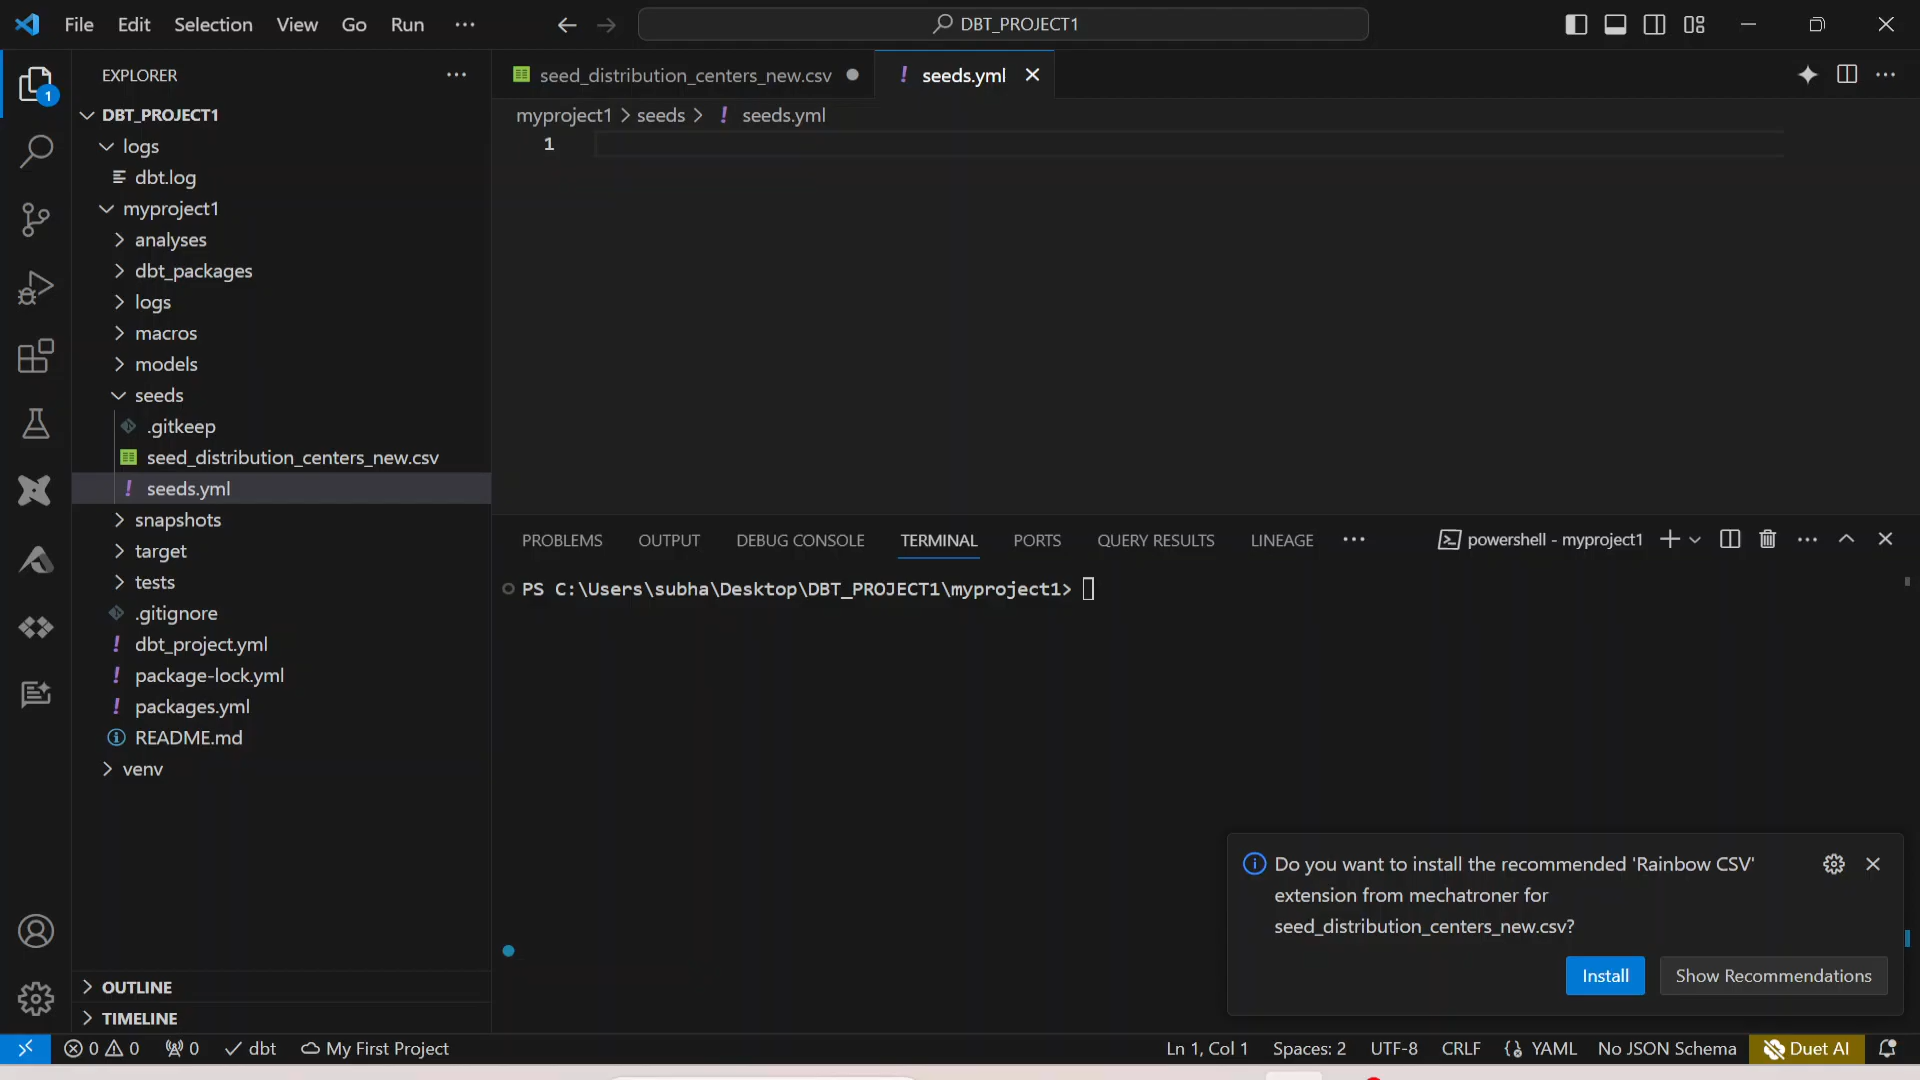 File Edit Selection View Go Run ··· DBT_PROJECT1
EXPLORER
DBT_PROJECT1
logs
dbt.log
myproject1
analyses
dbt_packages
logs
macros
models
seeds
.gitkeep
seed_distribution_centers_new.csv
seeds.yml
snapshots
target
tests
.gitignore
dbt_project.yml
package-lock.yml
packages.yml
README.md
venv
OUTLINE
TIMELINE
1
seed_distribution_centers_new.csv ! seeds.yml
myproject1 > seeds > ! seeds.yml
1
PROBLEMS OUTPUT DEBUG CONSOLE TERMINAL PORTS QUERY RESULTS LINEAGE ··· powershell - myproject1
PS C:\Users\subha\Desktop\DBT_PROJECT1\myproject1>
Do you want to install the recommended 'Rainbow CSV'
extension from mechatroner for
seed_distribution_centers_new.csv?
Install Show Recommendations
0 0 0 dbt My First Project Ln 1, Col 1 Spaces: 2 UTF-8 CRLF YAML No JSON Schema Duet AI